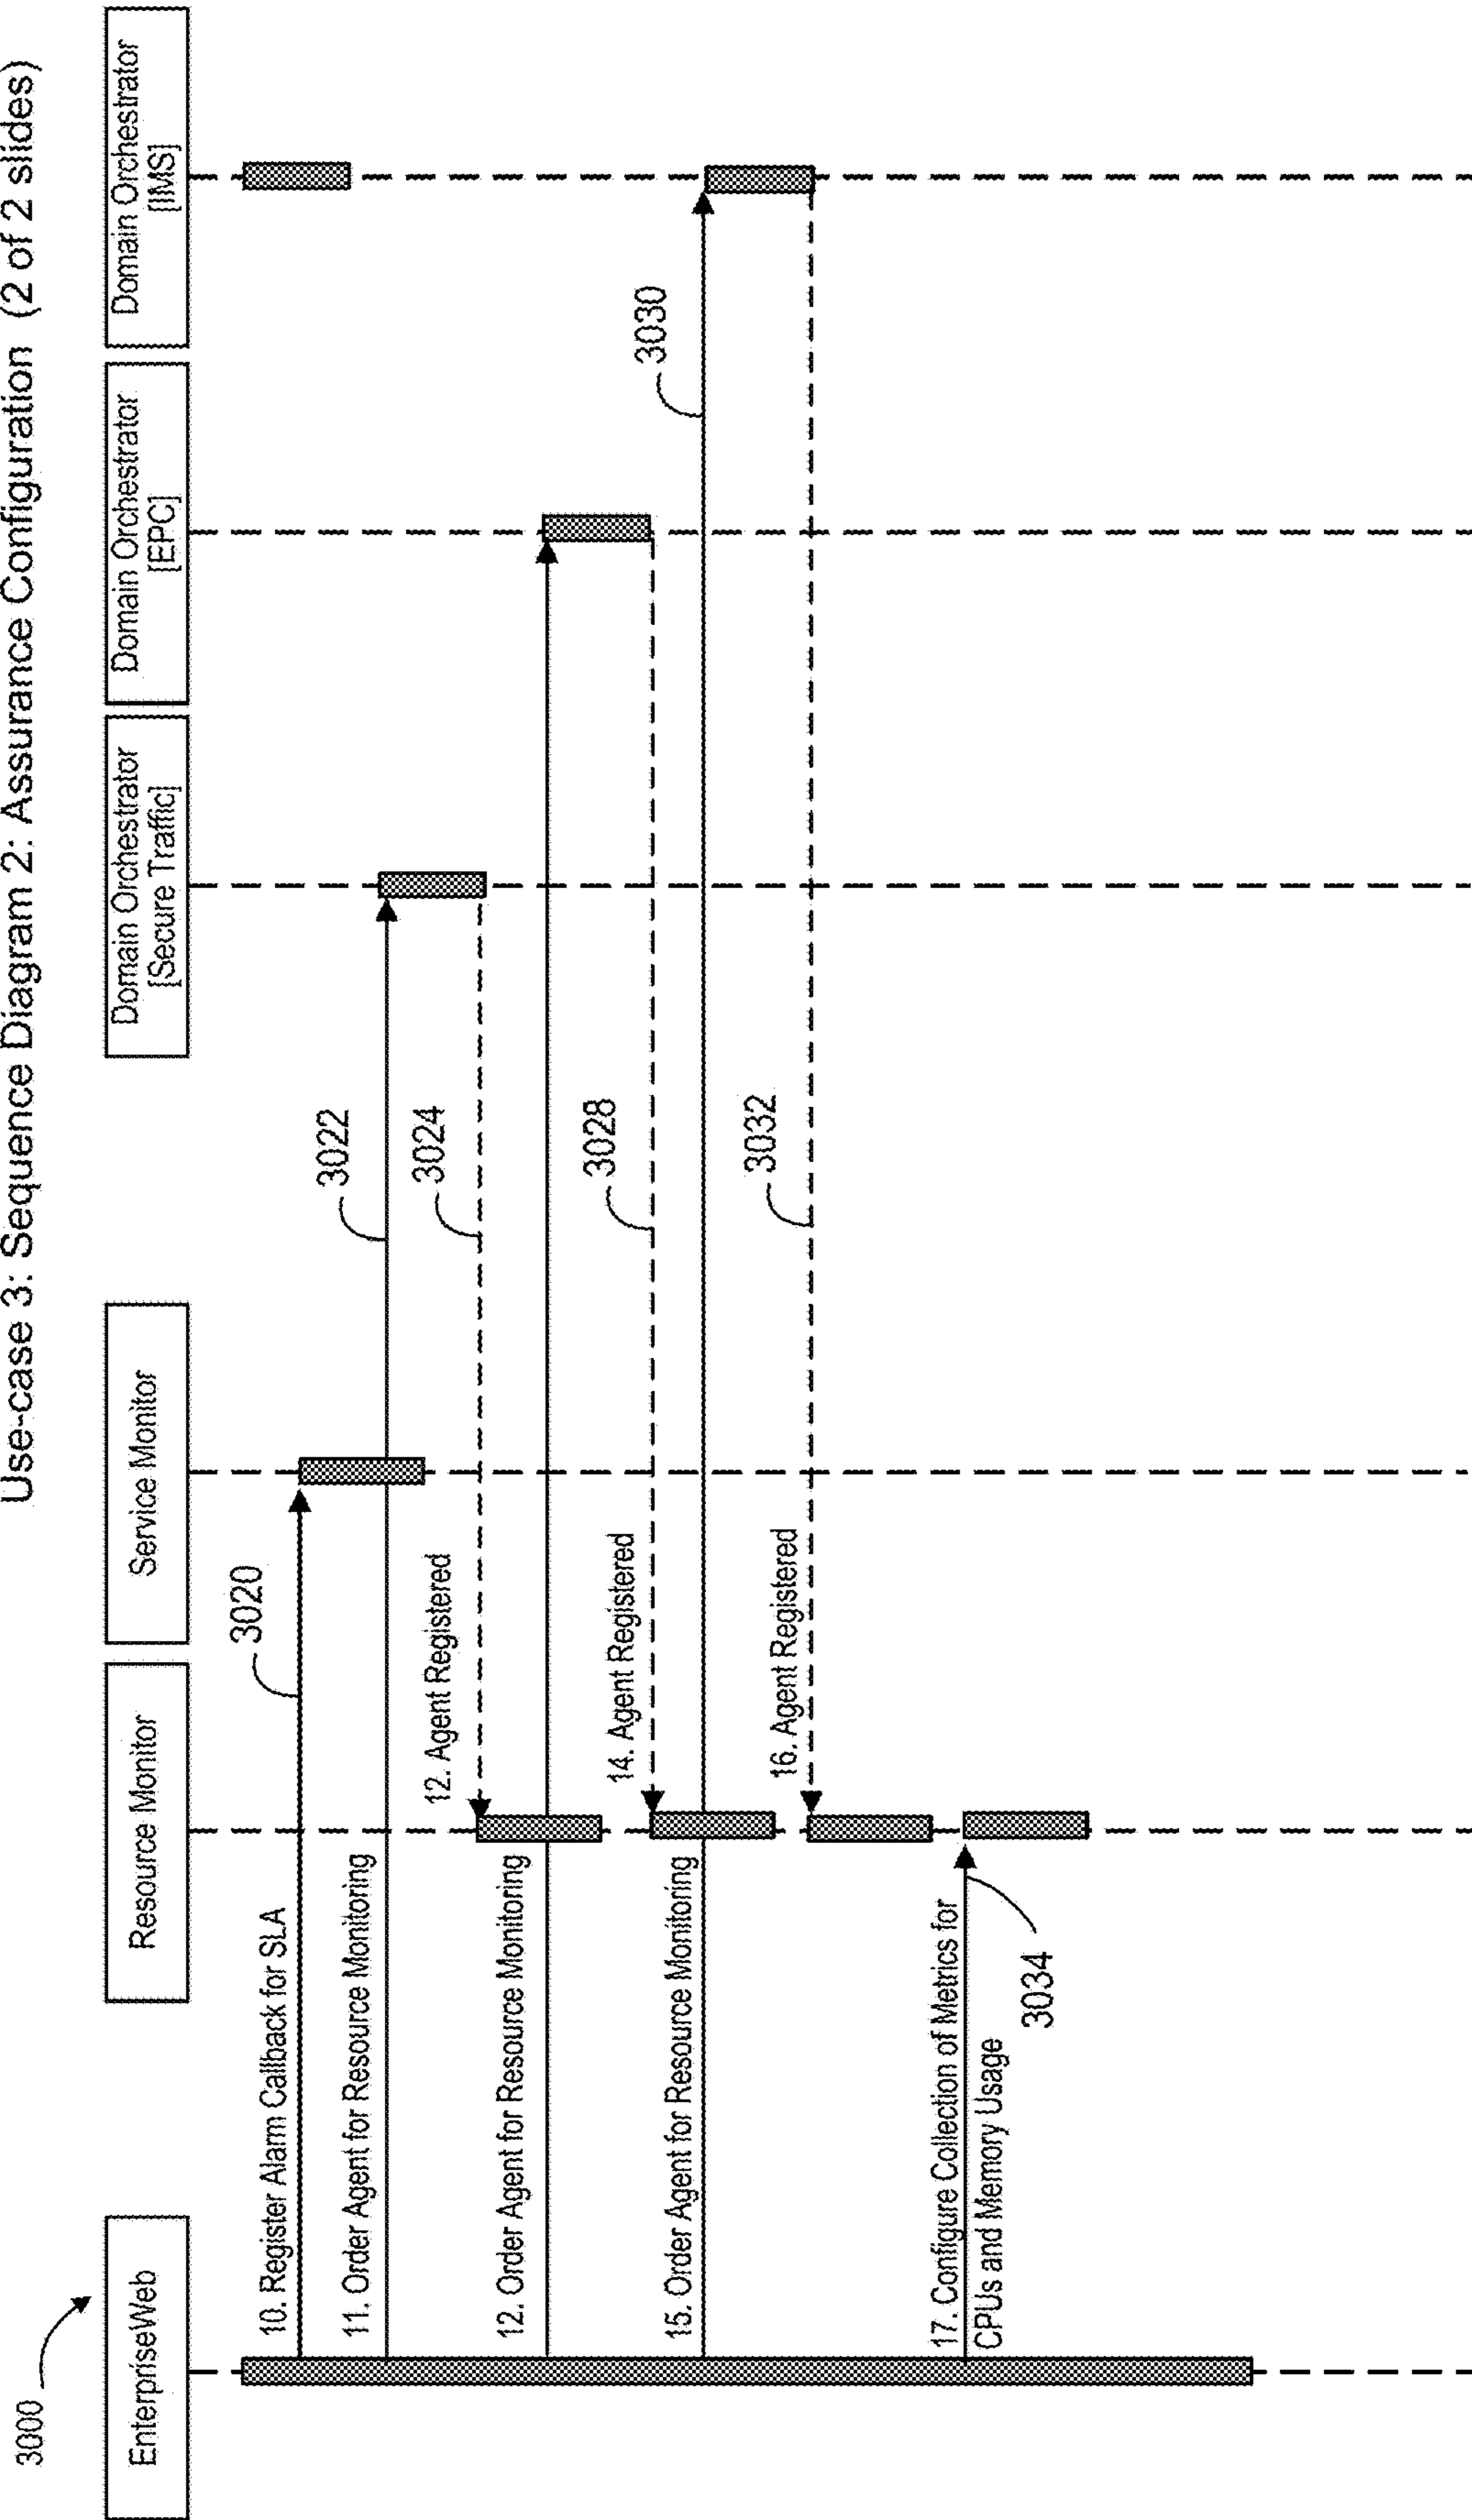 Use-case 3: Sequence Diagram 2: Assurance Configuration (2 of 2 slides)
3000
EnterpriseWeb
Resource Monitor
Service Monitor
Domain Orchestrator
[Secure Traffic]
Domain Orchestrator
[EPC]
Domain Orchestrator
[IMS]
10. Register Alarm Callback for SLA
3020
11. Order Agent for Resource Monitoring
3022
12. Agent Registered
3024
12. Order Agent for Resource Monitoring
14. Agent Registered
3028
15. Order Agent for Resource Monitoring
3030
16. Agent Registered
3032
17. Configure Collection of Metrics for
CPUs and Memory Usage
3034